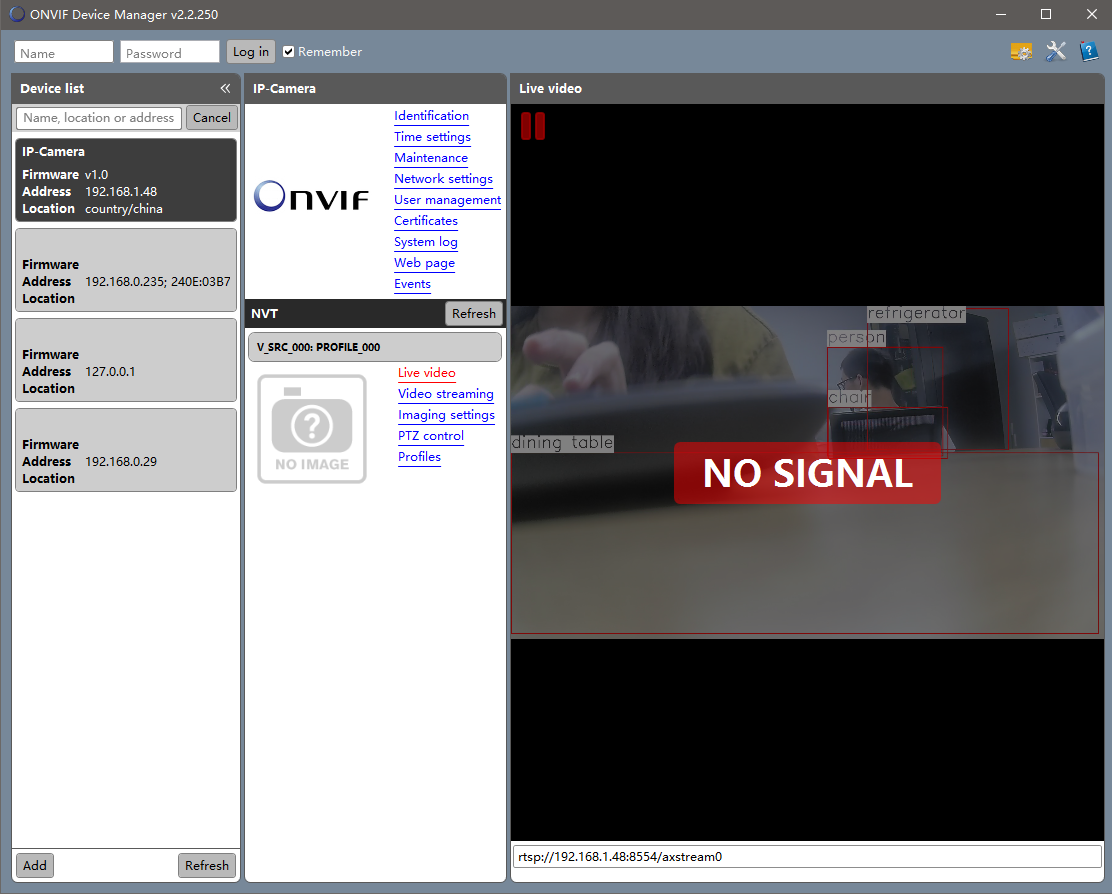 ONVIF Device Manager v2.2.250
Name
Password
Log in
Remember
Device list
Name, location or address
Cancel
IP-Camera
Firmware v1.0
Address 192.168.1.48
Location country/china
Firmware
Address 192.168.0.235; 240E:03B7
Location
Firmware
Address 127.0.0.1
Location
Firmware
Address 192.168.0.29
Location
Add
Refresh
IP-Camera
ONVIF
Identification
Time settings
Maintenance
Network settings
User management
Certificates
System log
Web page
Events
NVT
Refresh
V_SRC_000: PROFILE_000
NO IMAGE
Live video
Video streaming
Imaging settings
PTZ control
Profiles
Live video
refrigerator
person
chair
dining table
NO SIGNAL
rtsp://192.168.1.48:8554/axstream0